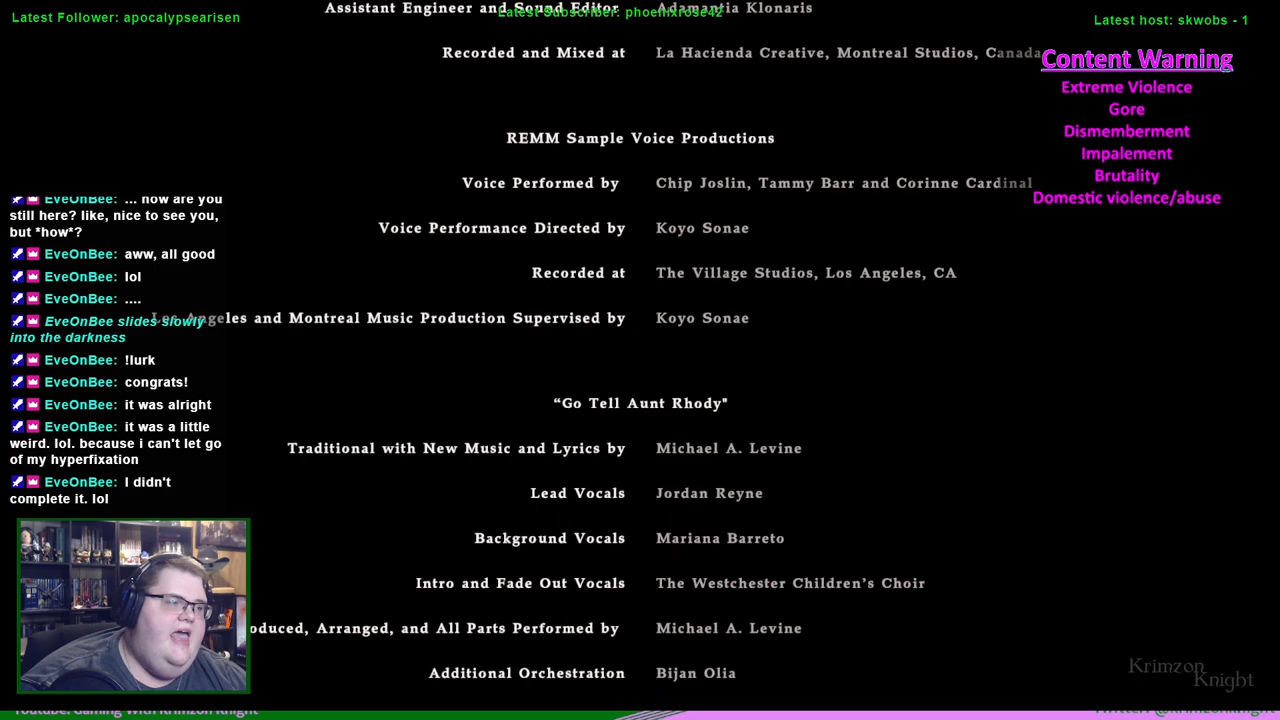 Latest Follower: apocalypsearisen
Latest Subscriber: phoenixrose42
Latest host: skwobs - 1
Assistant Engineer and Sound Editor Adamantia Klonaris
Recorded and Mixed at La Hacienda Creative, Montreal Studios, Canada
Content Warning
Extreme Violence
Gore
Dismemberment
Impalement
Brutality
Domestic violence/abuse
REMM Sample Voice Productions
Voice Performed by Chip Joslin, Tammy Barr and Corinne Cardinal
Voice Performance Directed by Koyo Sonae
Recorded at The Village Studios, Los Angeles, CA
Los Angeles and Montreal Music Production Supervised by Koyo Sonae
“Go Tell Aunt Rhody"
Traditional with New Music and Lyrics by Michael A. Levine
Lead Vocals Jordan Reyne
Background Vocals Mariana Barreto
Intro and Fade Out Vocals The Westchester Children’s Choir
oduced, Arranged, and All Parts Performed by Michael A. Levine
Additional Orchestration Bijan Olia
EveOnBee: ... how are you
still here? like, nice to see you,
but *how*?
EveOnBee: aww, all good
EveOnBee: lol
EveOnBee: ....
EveOnBee slides slowly
into the darkness
EveOnBee: !lurk
EveOnBee: congrats!
EveOnBee: it was alright
EveOnBee: it was a little
weird. lol. because i can't let go
of my hyperfixation
EveOnBee: I didn't
complete it. lol
Krimzon
Knight
Youtube: Gaming With Krimzon Knight
Twitter: @krimzonknight